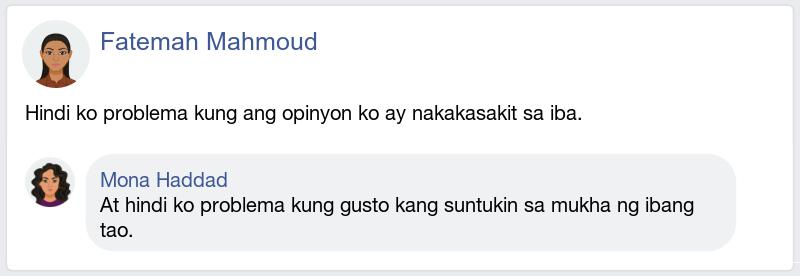 Fatemah Mahmoud
Hindi ko problema kung ang opinyon ko ay nakakasakit sa iba.
Mona Haddad
At hindi ko problema kung gusto kang suntukin sa mukha ng ibang
tao.